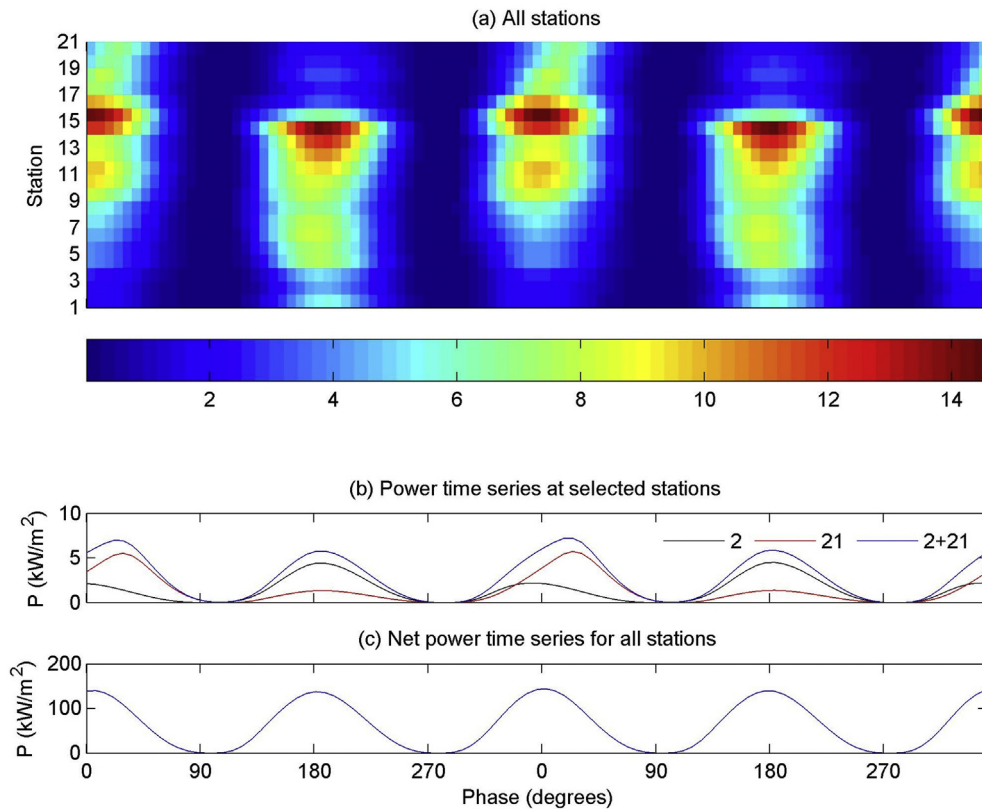 (a) All stations
Station
21
19
17
15
13
11
9
7
5
3
1
2 4 6 8 10 12 14
(b) Power time series at selected stations
P (kW/m²)
10
5
0
2 21 2+21
(c) Net power time series for all stations
P (kW/m²)
200
100
0
0 90 180 270 0 90 180 270
Phase (degrees)